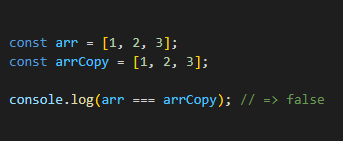 const arr = [1, 2, 3];
const arrCopy = [1, 2, 3];
console.log(arr === arrCopy); // => false